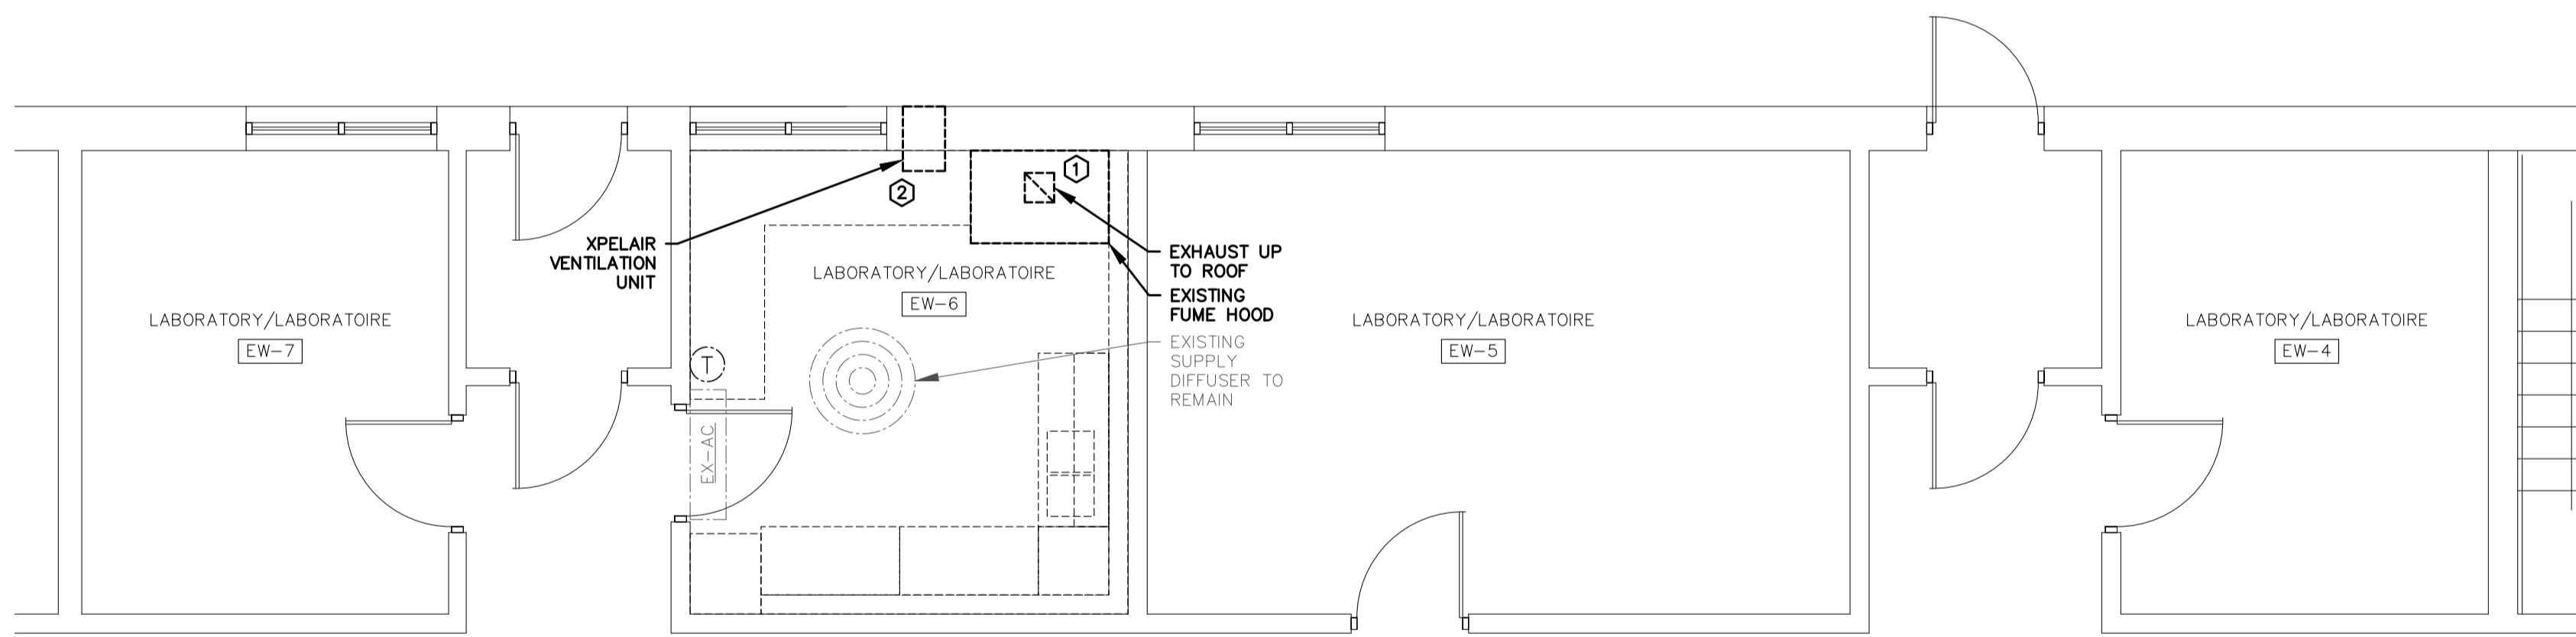 LABORATORY/LABORATOIRE
EW-7
XPELAIR
VENTILATION
UNIT
2
1
LABORATORY/LABORATOIRE
EW-6
T
EX-AC
EXHAUST UP
TO ROOF
EXISTING
FUME HOOD
EXISTING
SUPPLY
DIFFUSER TO
REMAIN
LABORATORY/LABORATOIRE
EW-5
LABORATORY/LABORATOIRE
EW-4